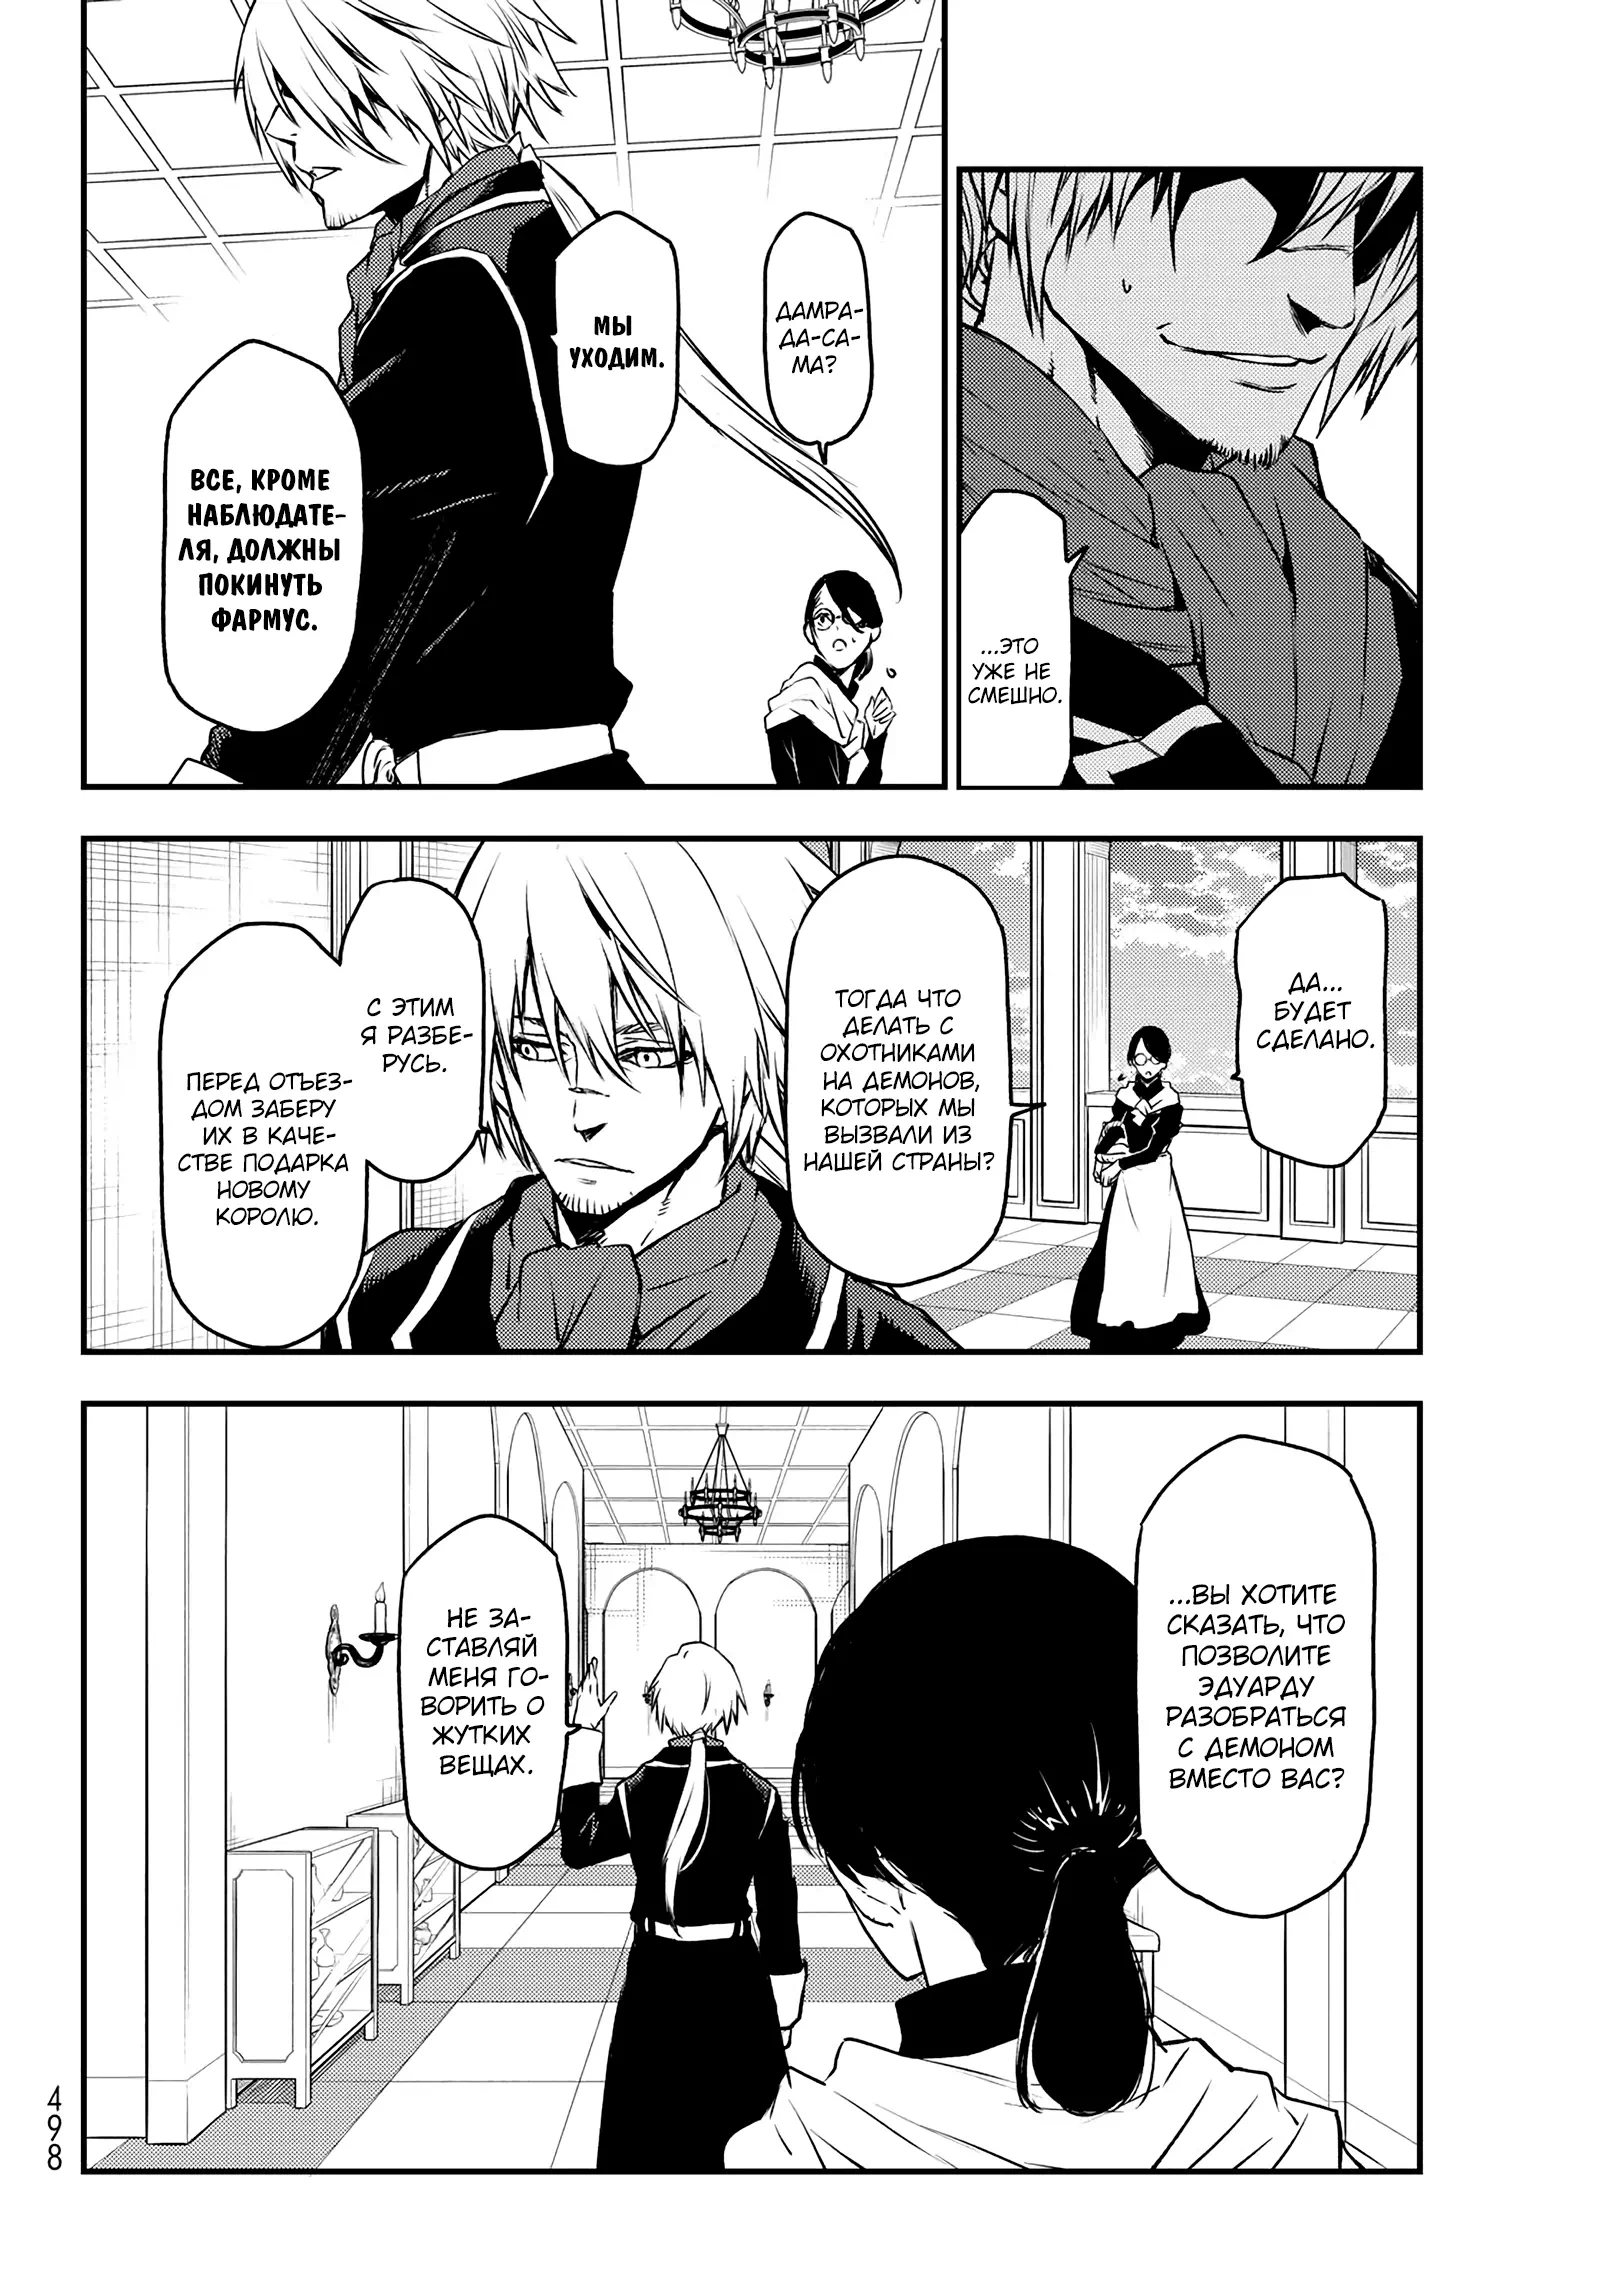 ...ЭТО
УЖЕ НЕ
СМЕШНО.
ДАМРА-
ДА-СА-
МА?
МЫ
УХОДИМ.
ВСЕ, КРОМЕ
НАБЛЮДАТЕ-
ЛЯ, ДОЛЖНЫ
ПОКИНУТЬ
ФАРМУС.
ДА...
БУДЕТ
СДЕЛАНО.
ТОГДА ЧТО
ДЕЛАТЬ С
ОХОТНИКАМИ
НА ДЕМОНОВ,
КОТОРЫХ МЫ
ВЫЗВАЛИ ИЗ
НАШЕЙ СТРАНЫ?
С ЭТИМ
Я РАЗБЕ-
РУСЬ.
ПЕРЕД ОТЪЕЗ-
ДОМ ЗАБЕРУ
ИХ В КАЧЕ-
СТВЕ ПОДАРКА
НОВОМУ
КОРОЛЮ.
...ВЫ ХОТИТЕ
СКАЗАТЬ, ЧТО
ПОЗВОЛИТЕ
ЭДУАРДУ
РАЗОБРАТЬСЯ
С ДЕМОНОМ
ВМЕСТО ВАС?
НЕ ЗА-
СТАВЛЯЙ
МЕНЯ ГО-
ВОРИТЬ О
ЖУТКИХ
ВЕЩАХ.
498